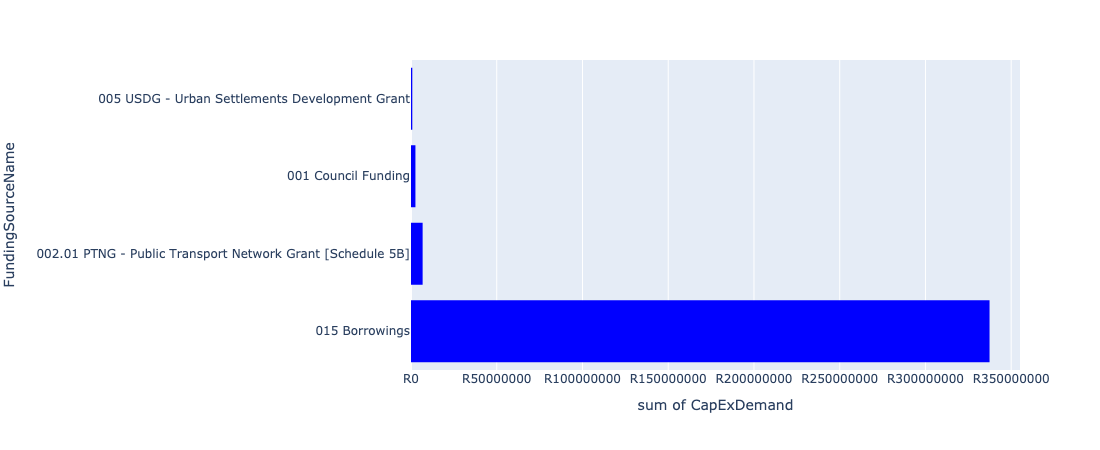 FundingSourceName
005 USDG - Urban Settlements Development Grant
001 Council Funding
002.01 PTNG - Public Transport Network Grant [Schedule 5B]
015 Borrowings
R0 R50000000 R100000000 R150000000 R200000000 R250000000 R300000000 R350000000
sum of CapExDemand